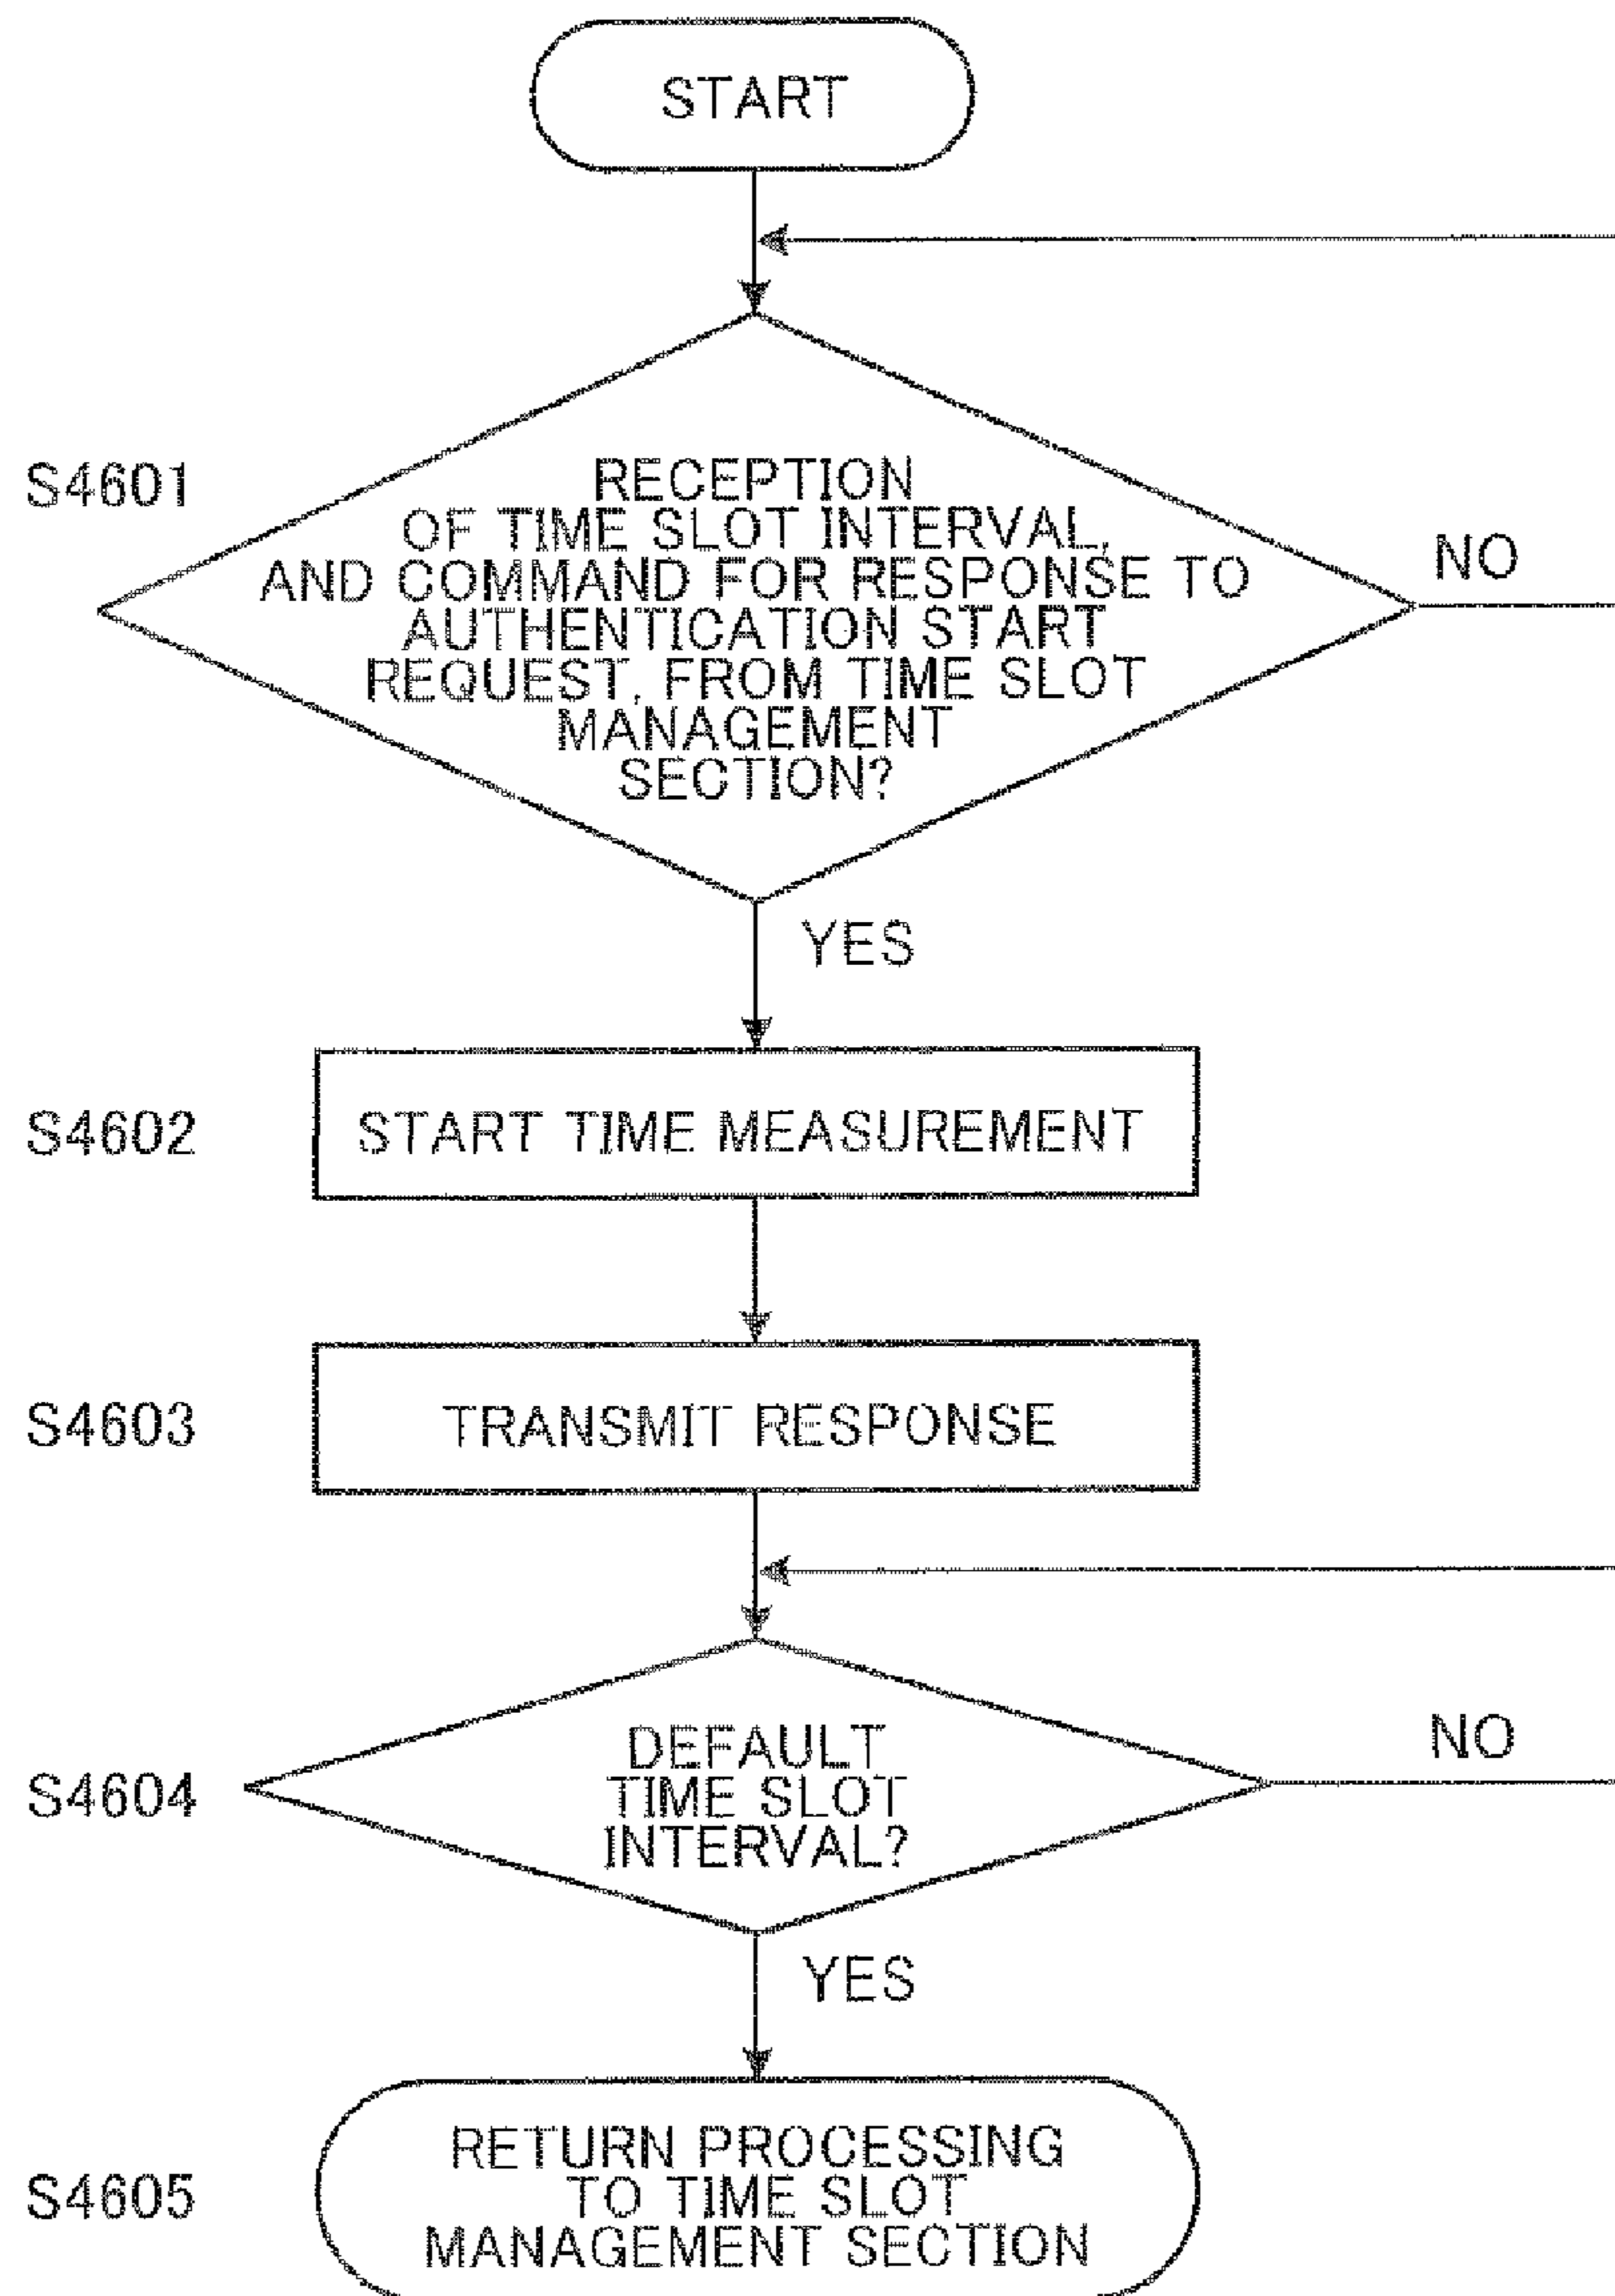 START
S4601
RECEPTION
OF TIME SLOT INTERVAL,
AND COMMAND FOR RESPONSE TO
AUTHENTICATION START
REQUEST, FROM TIME SLOT
MANAGEMENT
SECTION?
NO
YES
S4602
START TIME MEASUREMENT
S4603
TRANSMIT RESPONSE
S4604
DEFAULT
TIME SLOT
INTERVAL?
NO
YES
S4605
RETURN PROCESSING
TO TIME SLOT
MANAGEMENT SECTION